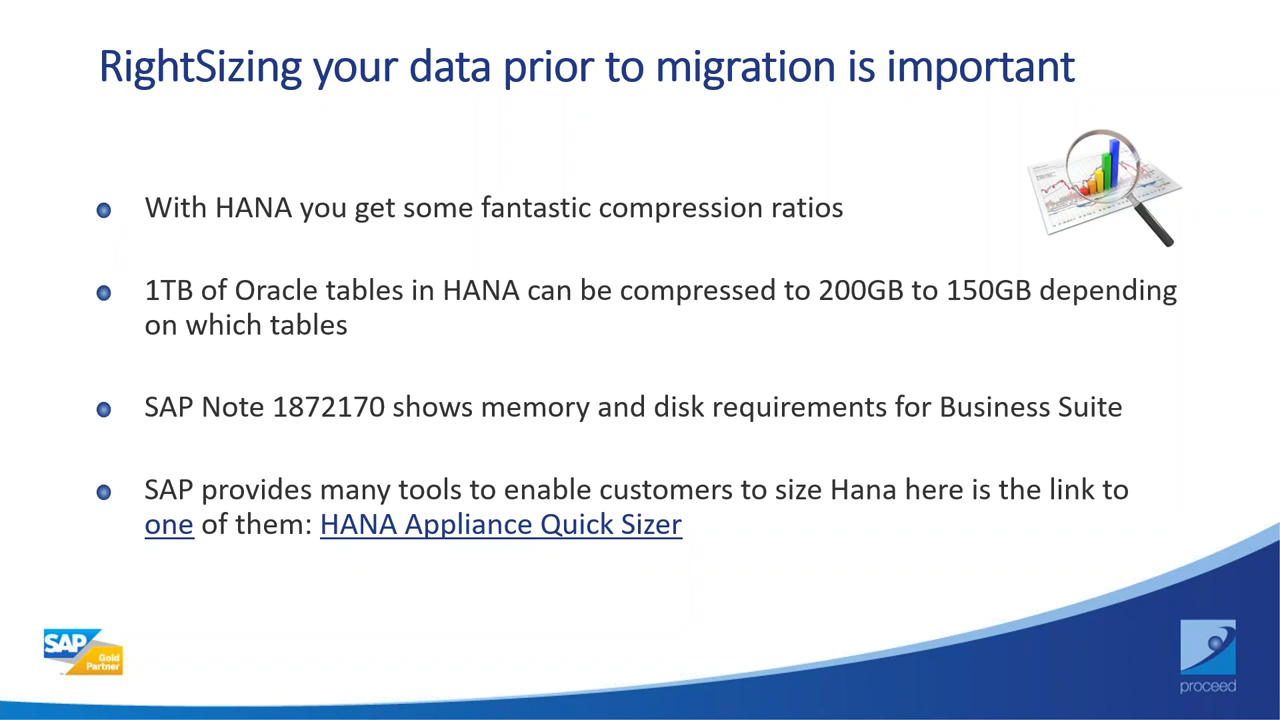 RightSizing your data prior to migration is important
With HANA you get some fantastic compression ratios
1TB of Oracle tables in HANA can be compressed to 200GB to 150GB depending
on which tables
SAP Note 1872170 shows memory and disk requirements for Business Suite
SAP provides many tools to enable customers to size Hana here is the link to
one of them: HANA Appliance Quick Sizer
SAP
Gold
Partner
proceed